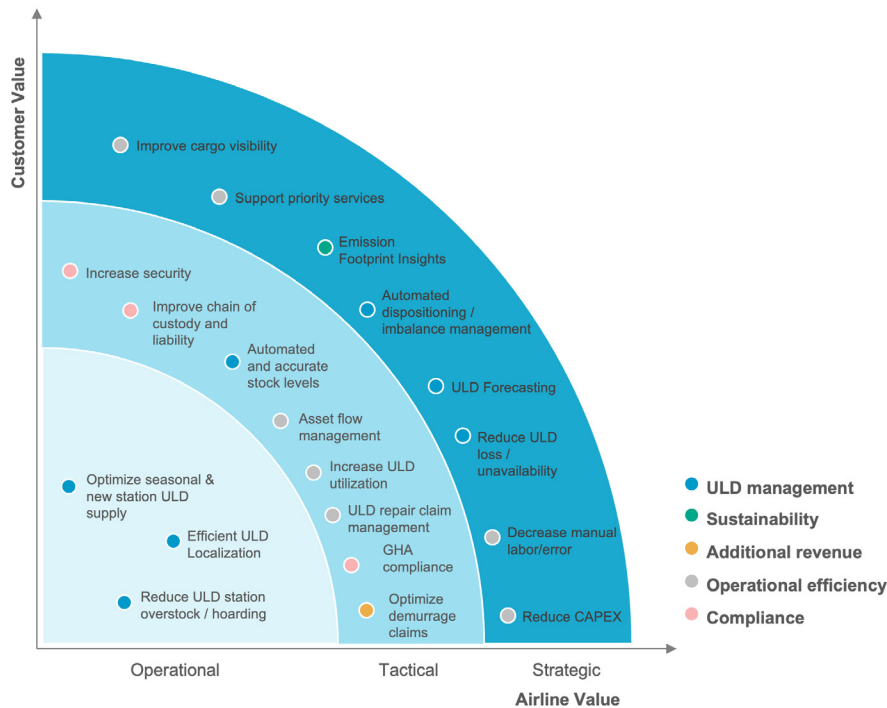 Customer Value
Improve cargo visibility
Support priority services
Emission
Footprint Insights
Increase security
Automated
dispositioning /
imbalance management
Improve chain of
custody and
liability
Automated
and accurate
stock levels
ULD Forecasting
Asset flow
management
Reduce ULD
loss /
unavailability
Increase ULD
utilization
Optimize seasonal &
new station ULD
supply
ULD repair claim
management
Efficient ULD
Localization
Decrease manual
labor/error
GHA
compliance
Reduce ULD station
overstock / hoarding
Optimize
demurrage
claims
Reduce CAPEX
ULD management
Sustainability
Additional revenue
Operational efficiency
Compliance
Operational
Tactical
Strategic
Airline Value